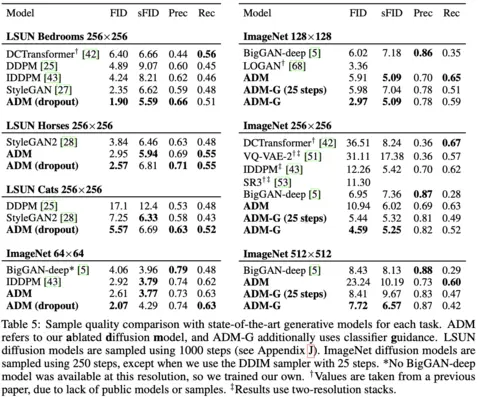 Model FID sFID Prec Rec
LSUN Bedrooms 256×256
DCTransformer† [42] 6.40 6.66 0.44 0.56
DDPM [25] 4.89 9.07 0.60 0.45
IDDPM [43] 4.24 8.21 0.62 0.46
StyleGAN [27] 2.35 6.62 0.59 0.48
ADM (dropout) 1.90 5.59 0.66 0.51
LSUN Horses 256×256
StyleGAN2 [28] 3.84 6.46 0.63 0.48
ADM 2.95 5.94 0.69 0.55
ADM (dropout) 2.57 6.81 0.71 0.55
LSUN Cats 256×256
DDPM [25] 17.1 12.4 0.53 0.48
StyleGAN2 [28] 7.25 6.33 0.58 0.43
ADM (dropout) 5.57 6.69 0.63 0.52
ImageNet 64×64
BigGAN-deep* [5] 4.06 3.96 0.79 0.48
IDDPM [43] 2.92 3.79 0.74 0.62
ADM 2.61 3.77 0.73 0.63
ADM (dropout) 2.07 4.29 0.74 0.63
Model FID sFID Prec Rec
ImageNet 128×128
BigGAN-deep [5] 6.02 7.18 0.86 0.35
LOGAN† [68] 3.36
ADM 5.91 5.09 0.70 0.65
ADM-G (25 steps) 5.98 7.04 0.78 0.51
ADM-G 2.97 5.09 0.78 0.59
ImageNet 256×256
DCTransformer† [42] 36.51 8.24 0.36 0.67
VQ-VAE-2†‡ [51] 31.11 17.38 0.36 0.57
IDDPM‡ [43] 12.26 5.42 0.70 0.62
SR3†‡ [53] 11.30
BigGAN-deep [5] 6.95 7.36 0.87 0.28
ADM 10.94 6.02 0.69 0.63
ADM-G (25 steps) 5.44 5.32 0.81 0.49
ADM-G 4.59 5.25 0.82 0.52
ImageNet 512×512
BigGAN-deep [5] 8.43 8.13 0.88 0.29
ADM 23.24 10.19 0.73 0.60
ADM-G (25 steps) 8.41 9.67 0.83 0.47
ADM-G 7.72 6.57 0.87 0.42
Table 5: Sample quality comparison with state-of-the-art generative models for each task. ADM
refers to our ablated diffusion model, and ADM-G additionally uses classifier guidance. LSUN
diffusion models are sampled using 1000 steps (see Appendix J). ImageNet diffusion models are
sampled using 250 steps, except when we use the DDIM sampler with 25 steps. *No BigGAN-deep
model was available at this resolution, so we trained our own. †Values are taken from a previous
paper, due to lack of public models or samples. ‡Results use two-resolution stacks.